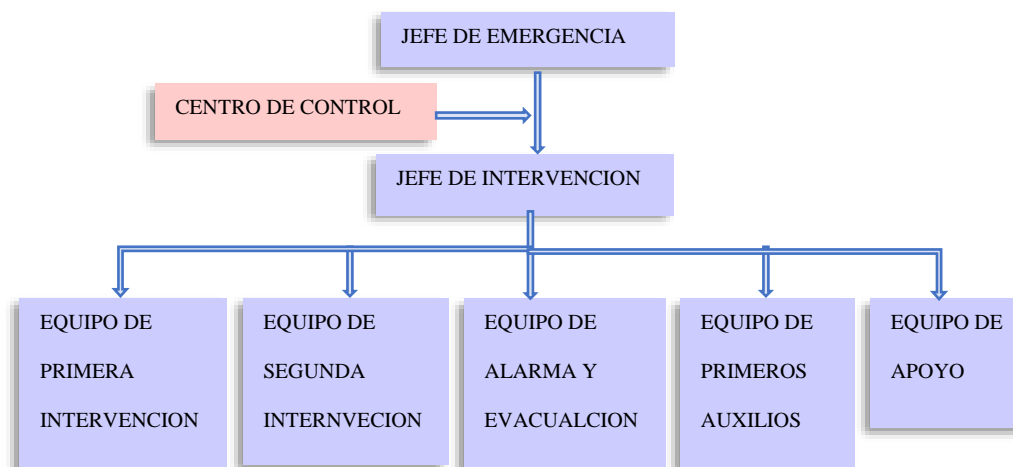 JEFE DE EMERGENCIA
CENTRO DE CONTROL
JEFE DE INTERVENCION
EQUIPO DE
PRIMERA
INTERVENCION
EQUIPO DE
SEGUNDA
INTERNVECION
EQUIPO DE
ALARMA Y
EVACUALCION
EQUIPO DE
PRIMEROS
AUXILIOS
EQUIPO DE
APOYO